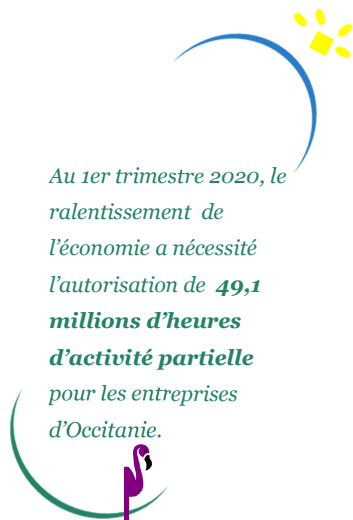 Au 1er trimestre 2020, le
ralentissement de
l’économie a nécessité
l’autorisation de 49,1
millions d’heures
d’activité partielle
pour les entreprises
d’Occitanie.